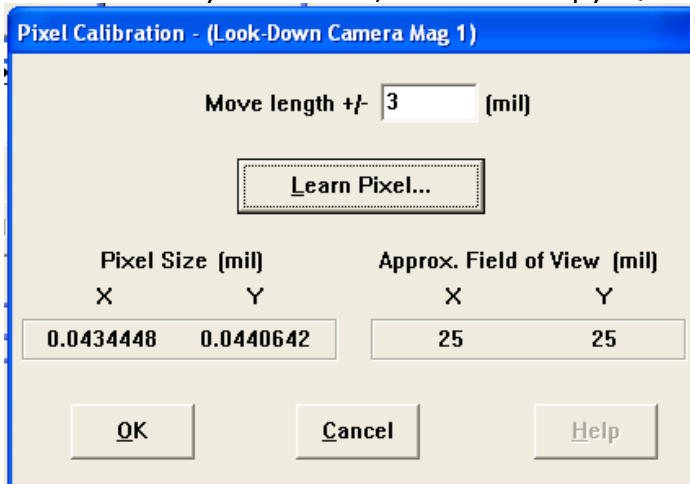 Pixel Calibration - (Look-Down Camera Mag 1)
Move length +/- 3 (mil)
Learn Pixel...
Pixel Size (mil) Approx. Field of View (mil)
X Y X Y
0.0434448 0.0440642 25 25
OK Cancel Help